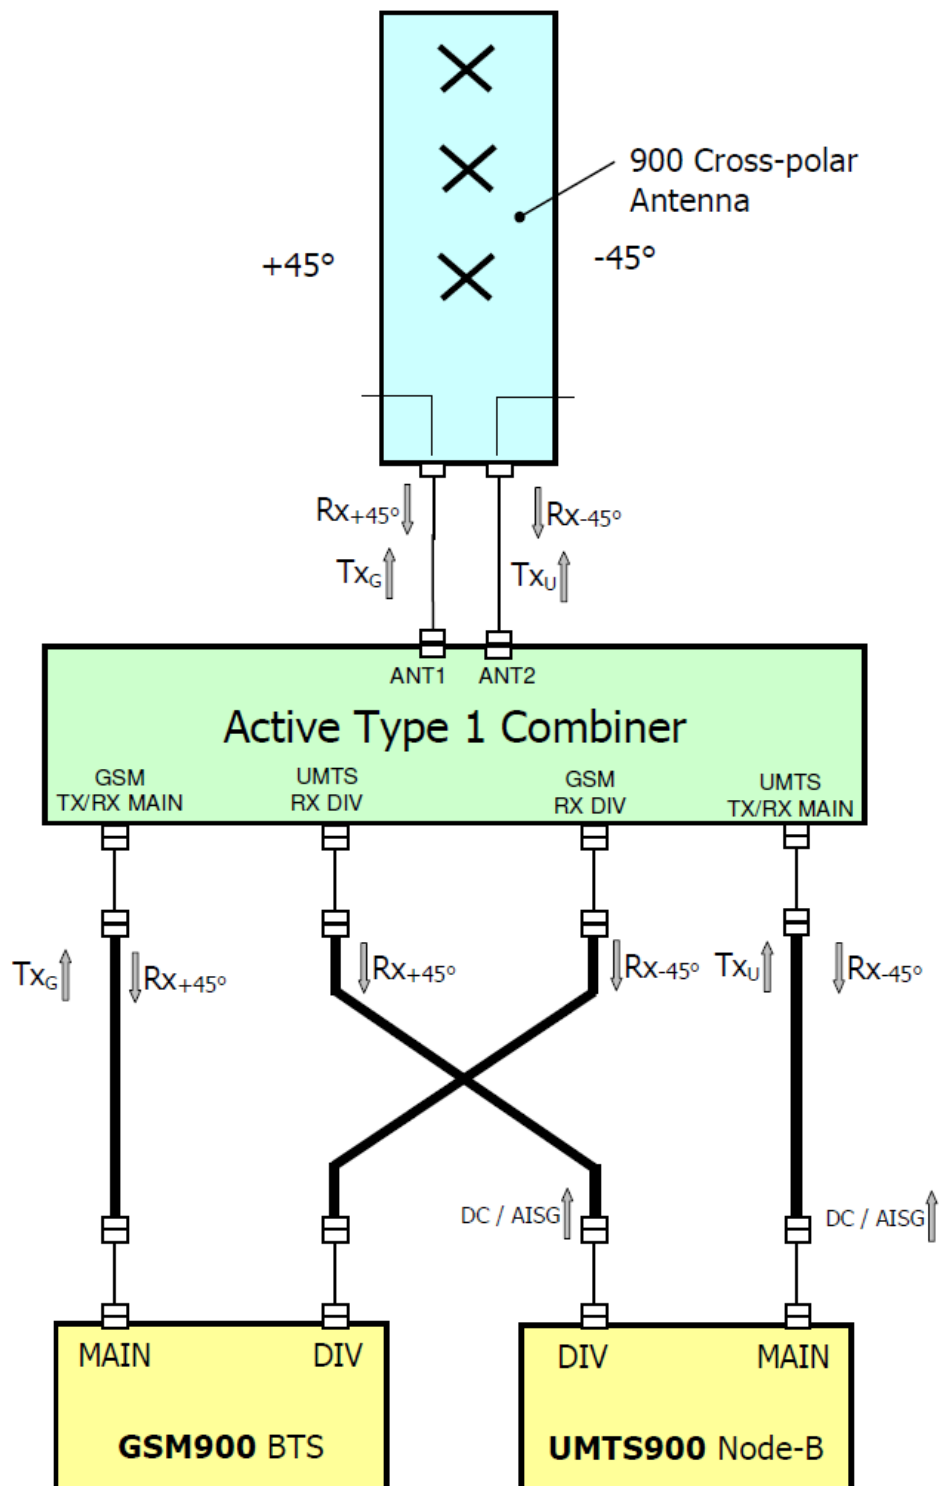 900 Cross-polar
Antenna
+45°
-45°
Rx+45°
Rx-45°
TxG
TxU
ANT1
ANT2
Active Type 1 Combiner
GSM
TX/RX MAIN
UMTS
RX DIV
GSM
RX DIV
UMTS
TX/RX MAIN
TxG
Rx+45°
Rx+45°
Rx-45°
TxU
Rx-45°
DC / AISG
DC / AISG
MAIN
DIV
DIV
MAIN
GSM900 BTS
UMTS900 Node-B